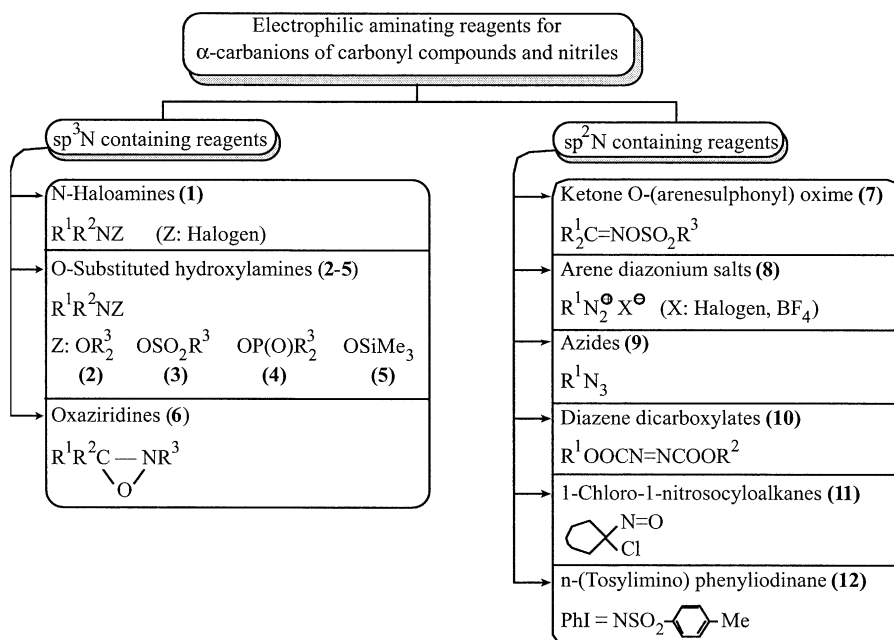 Electrophilic aminating reagents for
α-carbanions of carbonyl compounds and nitriles
sp³N containing reagents
N-Haloamines (1)
R¹R²NZ (Z: Halogen)
O-Substituted hydroxylamines (2-5)
R¹R²NZ
Z: OR₂³ OSO₂R³ OP(O)R₂³ OSiMe₃
(2) (3) (4) (5)
Oxaziridines (6)
R¹R²C — NR³
O
sp²N containing reagents
Ketone O-(arenesulphonyl) oxime (7)
R₂¹C=NOSO₂R³
Arene diazonium salts (8)
R¹N₂⊕ X⊖ (X: Halogen, BF₄)
Azides (9)
R¹N₃
Diazene dicarboxylates (10)
R¹OOCN=NCOOR²
1-Chloro-1-nitrosocyloalkanes (11)
N=O
Cl
n-(Tosylimino) phenyliodinane (12)
PhI = NSO₂ Me